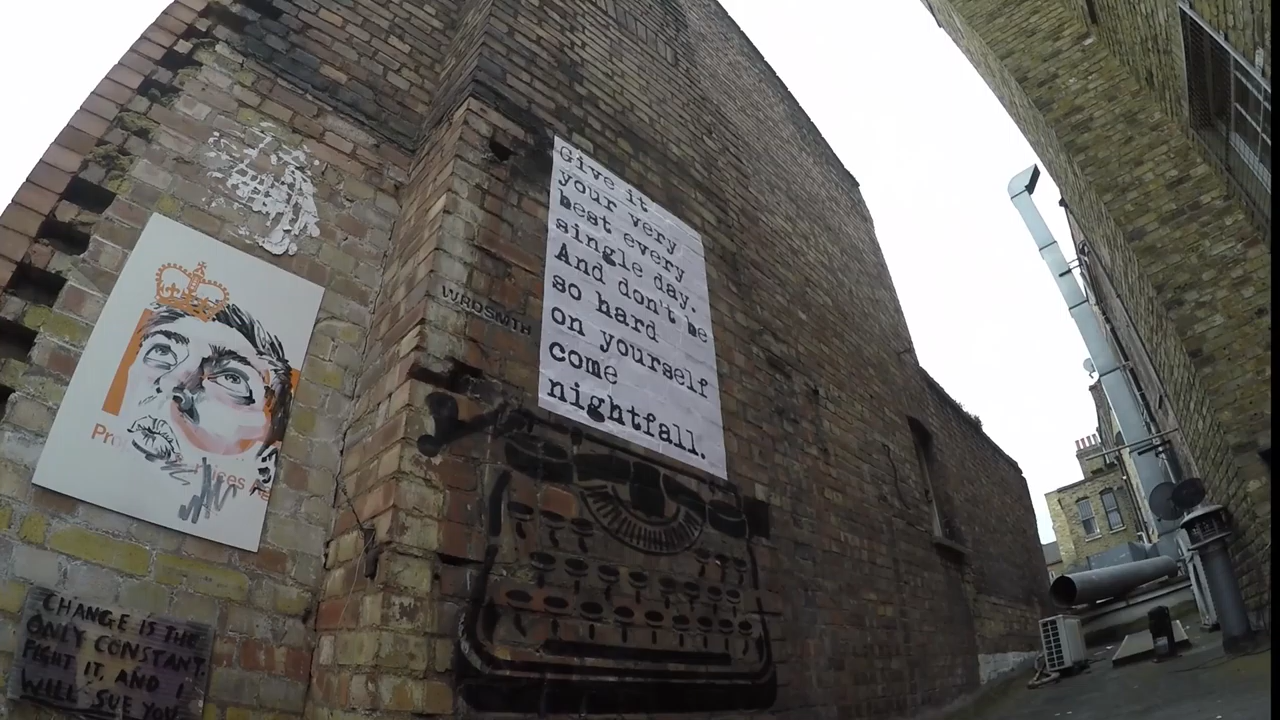 Give it
your very
best every
single day.
And don't be
so hard
on yourself
come
nightfall.
WRDSMTH
CHANGE IS THE
ONLY CONSTANT.
FIGHT IT, AND I
WILL SUE YOU